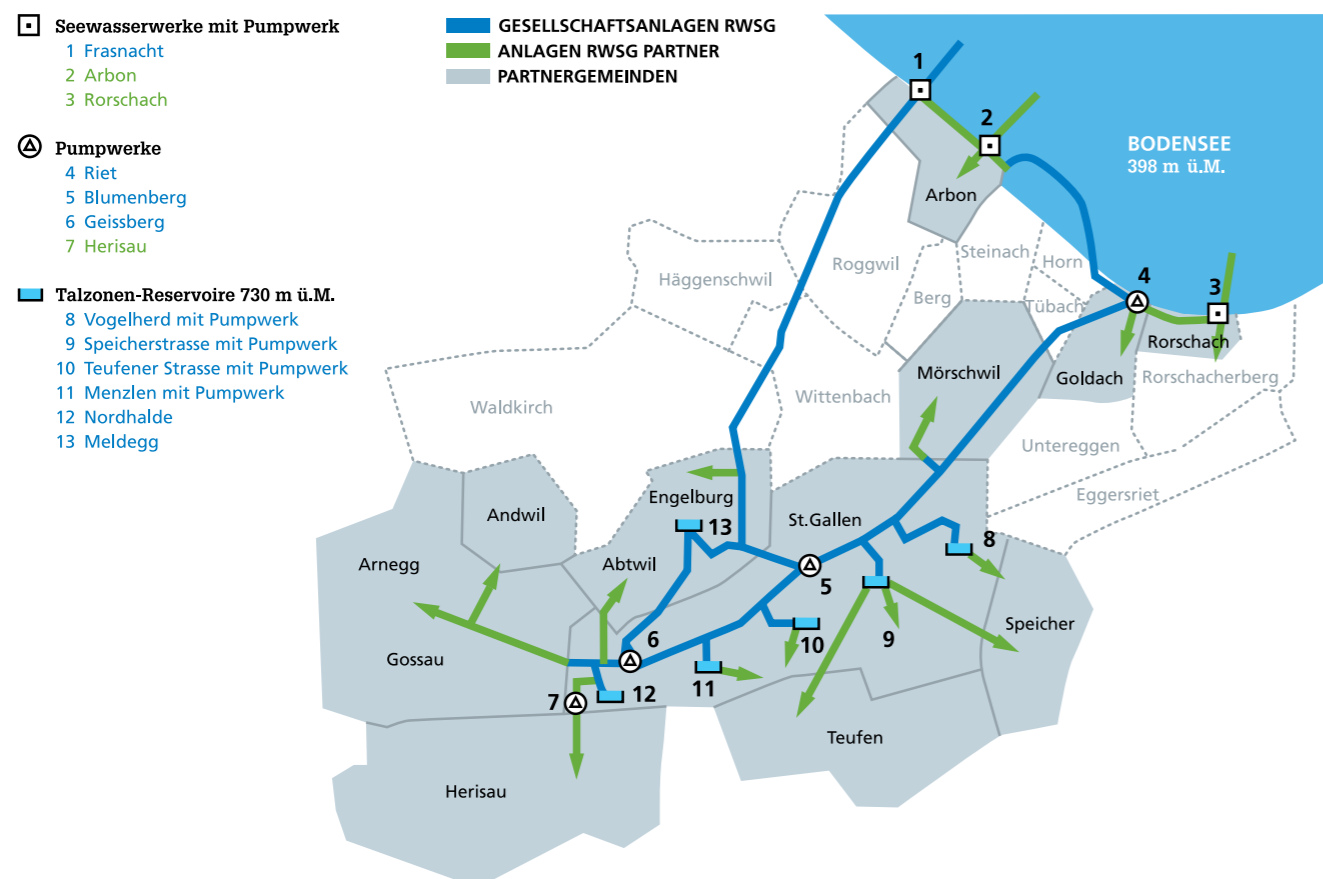 Seewasserwerke mit Pumpwerk
1 Frasnacht
2 Arbon
3 Rorschach
Pumpwerke
4 Riet
5 Blumenberg
6 Geissberg
7 Herisau
Talzonen-Reservoire 730 m ü.M.
8 Vogelherd mit Pumpwerk
9 Speicherstrasse mit Pumpwerk
10 Teufener Strasse mit Pumpwerk
11 Menzlen mit Pumpwerk
12 Nordhalde
13 Meldegg
GESELLSCHAFTSANLAGEN RWSG
ANLAGEN RWSG PARTNER
PARTNERGEMEINDEN
1
2
BODENSEE
398 m ü.M.
Arbon
Steinach
Horn
Roggwil
Häggenschwil
4
3
Berg
Tübach
Rorschach
Mörschwil
Goldach
Rorschacherberg
Wittenbach
Waldkirch
Untereggen
Eggersriet
Engelburg
Andwil
13
St.Gallen
8
Arnegg
Abtwil
5
Speicher
6
10
9
Gossau
11
12
7
Teufen
Herisau